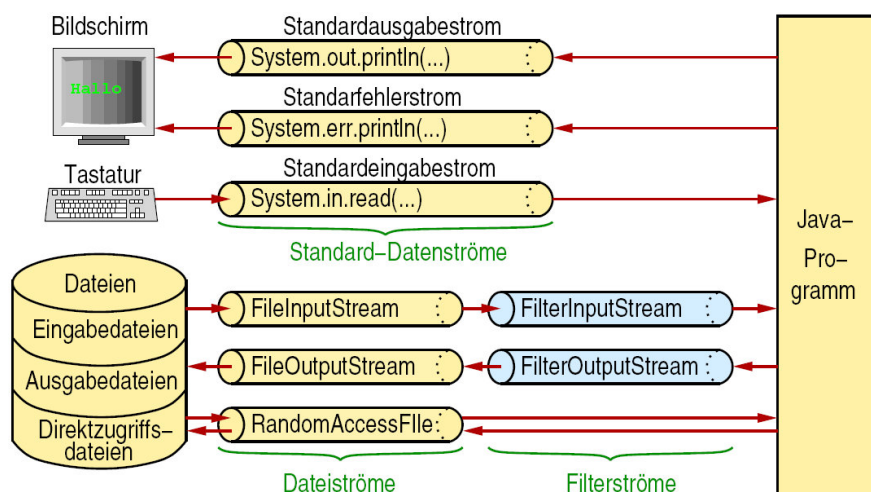 Bildschirm
Hallo
Standardausgabestrom
System.out.println(...)
Standarfehlerstrom
System.err.println(...)
Tastatur
Standardeingabestrom
System.in.read(...)
Standard–Datenströme
Java–
Pro–
gramm
Dateien
Eingabedateien
Ausgabedateien
Direktzugriffs–
dateien
FileInputStream
FilterInputStream
FileOutputStream
FilterOutputStream
RandomAccessFIle
Dateiströme
Filterströme